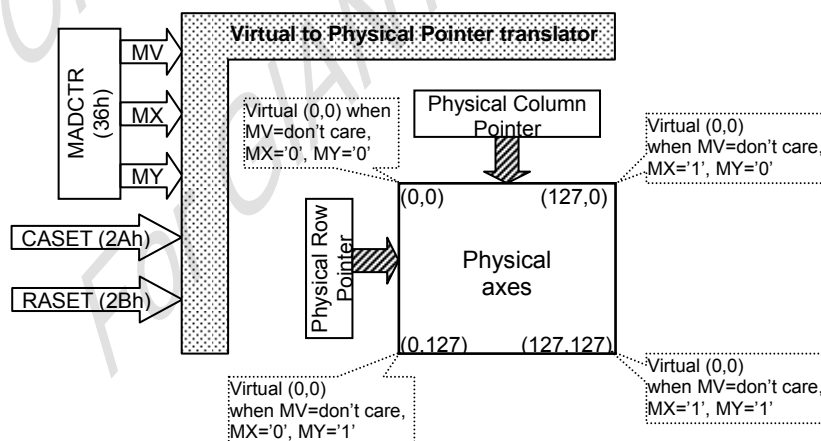 Virtual to Physical Pointer translator
MADCTR
(36h)
MV
MX
MY
CASET (2Ah)
RASET (2Bh)
Virtual (0,0) when
MV=don't care,
MX='0', MY='0'
Physical Column
Pointer
Virtual (0,0)
when MV=don't care,
MX='1', MY='0'
Physical Row
Pointer
(0,0)
(127,0)
Physical
axes
(0,127)
(127,127)
Virtual (0,0)
when MV=don't care,
MX='0', MY='1'
Virtual (0,0)
when MV=don't care,
MX='1', MY='1'
For GIAN